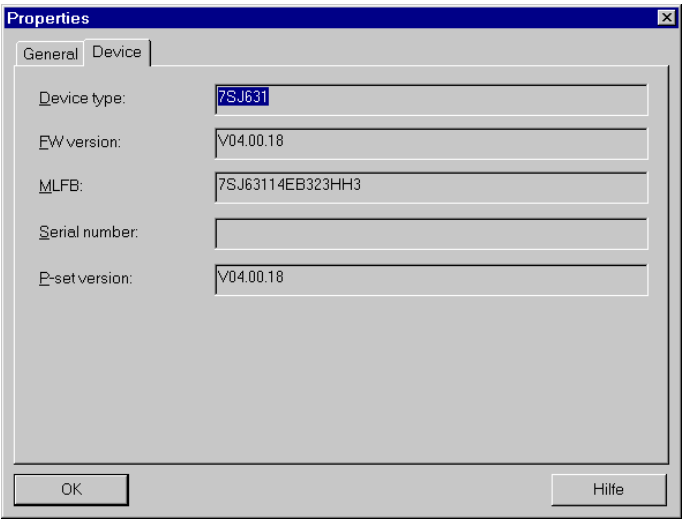 Properties
General Device
Device type: 7SJ631
FW version: V04.00.18
MLFB: 7SJ63114EB323HH3
Serial number:
P-set version: V04.00.18
OK Hilfe